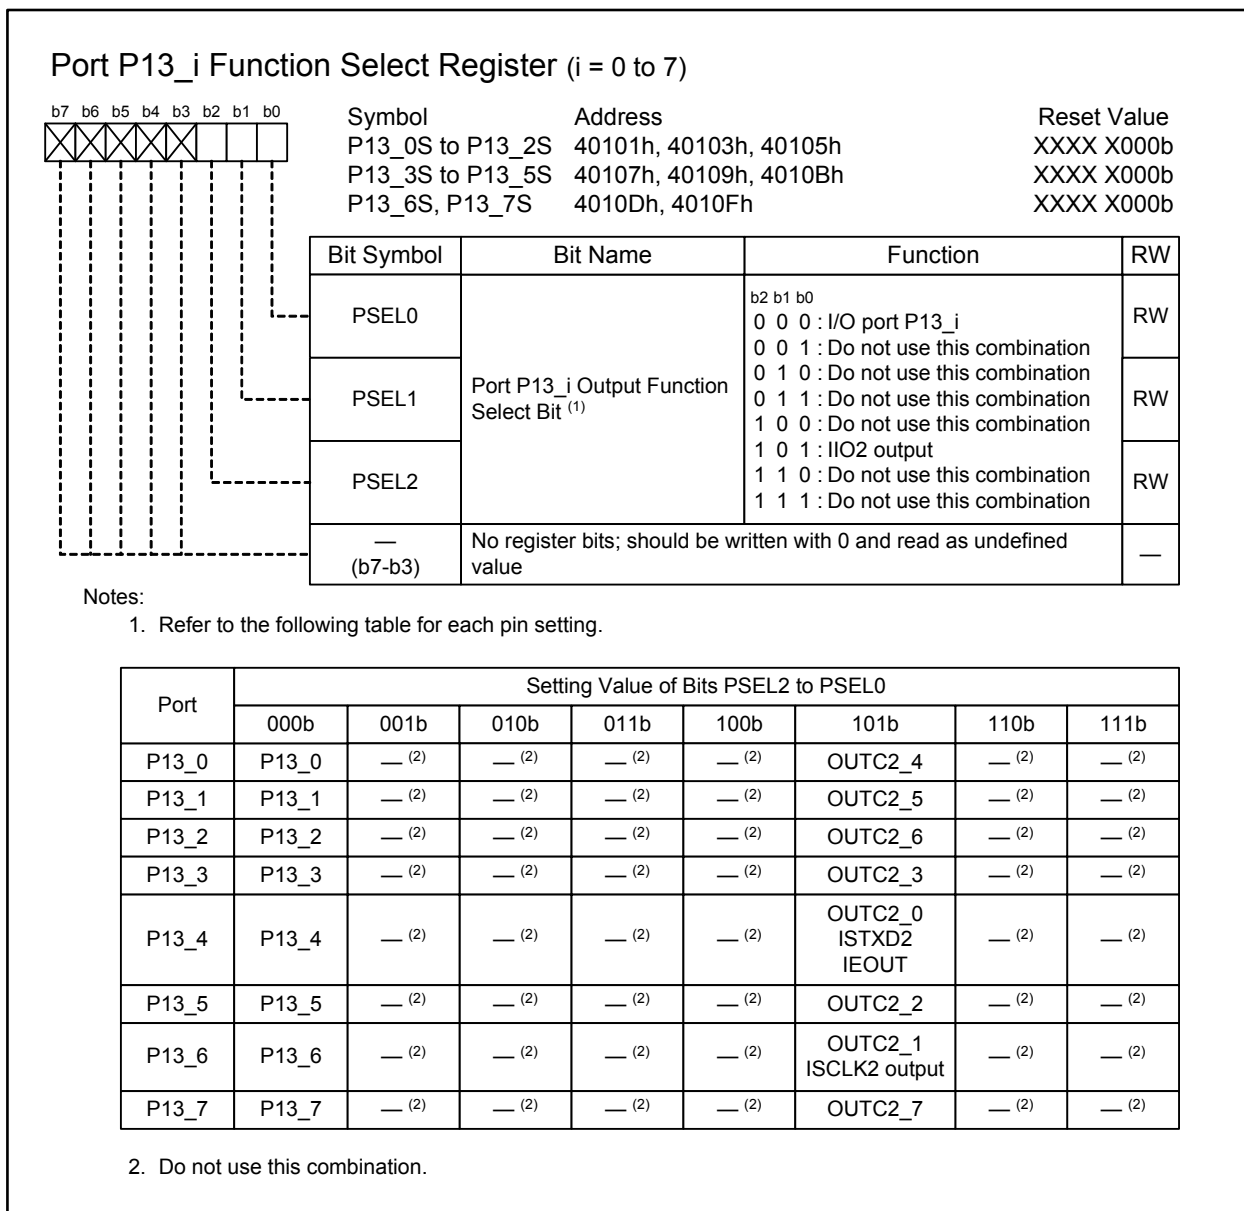 Port P13_i Function Select Register (i = 0 to 7)
b7 b6 b5 b4 b3 b2 b1 b0
Symbol Address Reset Value
P13_0S to P13_2S 40101h, 40103h, 40105h XXXX X000b
P13_3S to P13_5S 40107h, 40109h, 4010Bh XXXX X000b
P13_6S, P13_7S 4010Dh, 4010Fh XXXX X000b
Bit Symbol Bit Name Function RW
PSEL0 RW
PSEL1 RW
PSEL2 RW
Port P13_i Output Function
Select Bit (1)
b2 b1 b0
0 0 0 : I/O port P13_i
0 0 1 : Do not use this combination
0 1 0 : Do not use this combination
0 1 1 : Do not use this combination
1 0 0 : Do not use this combination
1 0 1 : IIO2 output
1 1 0 : Do not use this combination
1 1 1 : Do not use this combination
—
(b7-b3)
No register bits; should be written with 0 and read as undefined
value
—
Notes:
1. Refer to the following table for each pin setting.
Port Setting Value of Bits PSEL2 to PSEL0
000b 001b 010b 011b 100b 101b 110b 111b
P13_0 P13_0 — (2) — (2) — (2) — (2) OUTC2_4 — (2) — (2)
P13_1 P13_1 — (2) — (2) — (2) — (2) OUTC2_5 — (2) — (2)
P13_2 P13_2 — (2) — (2) — (2) — (2) OUTC2_6 — (2) — (2)
P13_3 P13_3 — (2) — (2) — (2) — (2) OUTC2_3 — (2) — (2)
P13_4 P13_4 — (2) — (2) — (2) — (2) OUTC2_0 ISTXD2 IEOUT — (2) — (2)
P13_5 P13_5 — (2) — (2) — (2) — (2) OUTC2_2 — (2) — (2)
P13_6 P13_6 — (2) — (2) — (2) — (2) OUTC2_1 ISCLK2 output — (2) — (2)
P13_7 P13_7 — (2) — (2) — (2) — (2) OUTC2_7 — (2) — (2)
2. Do not use this combination.